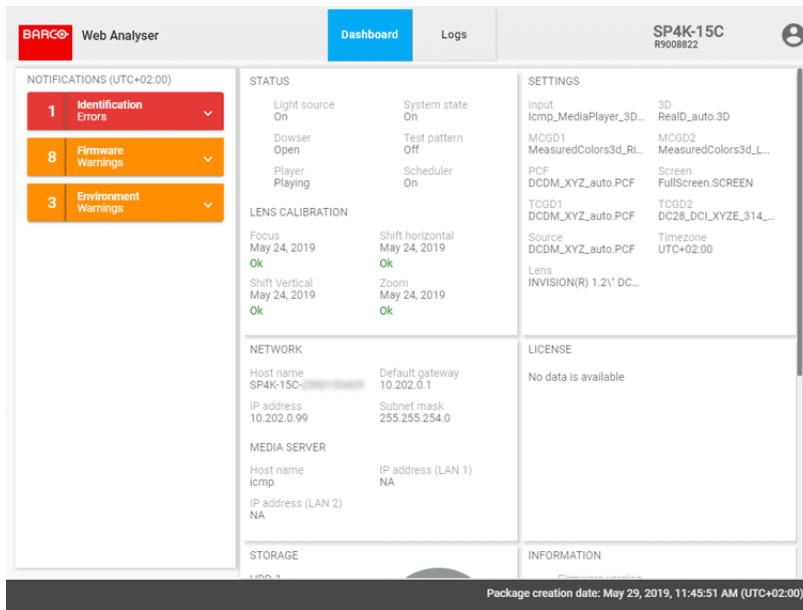 BARCO
Web Analyser
Dashboard
Logs
SP4K-15C
R9008822
NOTIFICATIONS (UTC+02:00)
1
Identification
Errors
8
Firmware
Warnings
3
Environment
Warnings
STATUS
Light source
On
System state
On
Dowser
Open
Test pattern
Off
Player
Playing
Scheduler
On
LENS CALIBRATION
Focus
May 24, 2019
Ok
Shift horizontal
May 24, 2019
Ok
Shift Vertical
May 24, 2019
Ok
Zoom
May 24, 2019
Ok
SETTINGS
Input
Icmp_MediaPlayer_3D...
3D
RealD_auto.3D
MCGD1
MeasuredColors3d_Ri...
MCGD2
MeasuredColors3d_L...
PCF
DCDM_XYZ_auto.PCF
Screen
FullScreen.SCREEN
TCGD1
DCDM_XYZ_auto.PCF
TCGD2
DC28_DCI_XYZE_314_...
Source
DCDM_XYZ_auto.PCF
Timezone
UTC+02:00
Lens
INVISION(R) 1.2\" DC...
NETWORK
Host name
SP4K-15C-
Default gateway
10.202.0.1
IP address
10.202.0.99
Subnet mask
255.255.254.0
MEDIA SERVER
Host name
icmp
IP address (LAN 1)
NA
IP address (LAN 2)
NA
LICENSE
No data is available
STORAGE
HDD 1
INFORMATION
Firmware version
Package creation date: May 29, 2019, 11:45:51 AM (UTC+02:00)